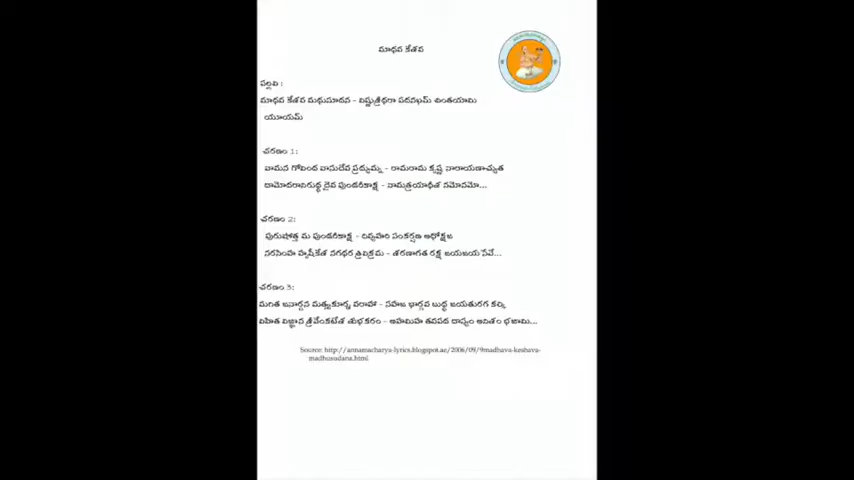 మాధవ కేశవ
పల్లవి :
మాధవ కేశవ మధుసూదన - విష్ణుశ్రీధరా పదనఖమ్ చింతయామి
యూయమ్
చరణం 1:
వామన గోవింద వాసుదేవ ప్రద్యుమ్న - రామరామ కృష్ణ నారాయణాచ్యుత
దామోదరానిరుద్ధ దైవ పుండరీకాక్ష - నామత్రయాధీశ నమోనమో...
చరణం 2:
పురుషోత్త మ పుండరీకాక్ష - దివ్యహరి సంకర్షణ అధోక్షజ
నరసింహ హృషీకేశ నగధర త్రివిక్రమ - శరణాగత రక్ష జయజయ సేవే...
చరణం 3:
మహిత జనార్దన మత్స్యకూర్మ వరాహా - సహజ భార్గవ బుద్ధ జయతురగ కల్కి
విహిత విజ్ఞాన శ్రీవేంకటేశ శుభకరం - అహమిహ తవపద దాస్యం అనిశం భజామి...
Source: http://annamacharya-lyrics.blogspot.ae/2006/09/9madhava-keshava-
madhusudana.html